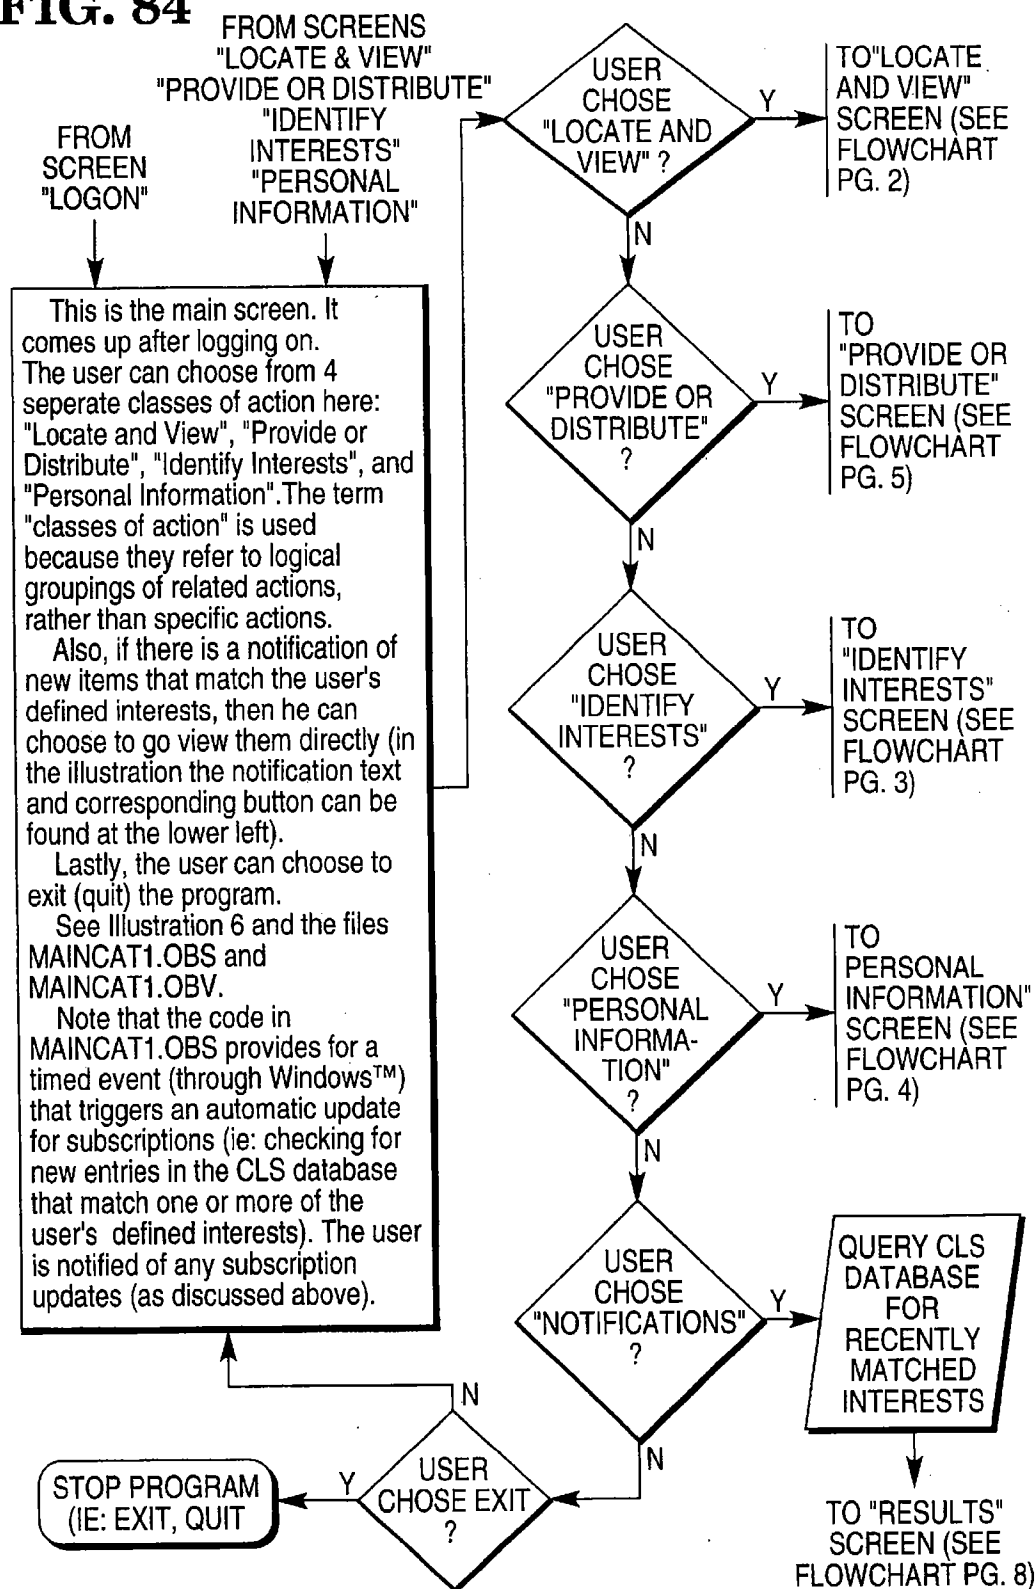 FIG. 84
FROM SCREENS
"LOCATE & VIEW"
"PROVIDE OR DISTRIBUTE"
"IDENTIFY
INTERESTS"
"PERSONAL
INFORMATION"
FROM
SCREEN
"LOGON"
This is the main screen. It
comes up after logging on.
The user can choose from 4
seperate classes of action here:
"Locate and View", "Provide or
Distribute", "Identify Interests", and
"Personal Information".The term
"classes of action" is used
because they refer to logical
groupings of related actions,
rather than specific actions.
Also, if there is a notification of
new items that match the user's
defined interests, then he can
choose to go view them directly (in
the illustration the notification text
and corresponding button can be
found at the lower left).
Lastly, the user can choose to
exit (quit) the program.
See Illustration 6 and the files
MAINCAT1.OBS and
MAINCAT1.OBV.
Note that the code in
MAINCAT1.OBS provides for a
timed event (through Windows™)
that triggers an automatic update
for subscriptions (ie: checking for
new entries in the CLS database
that match one or more of the
user's defined interests). The user
is notified of any subscription
updates (as discussed above).
USER
CHOSE
"LOCATE AND
VIEW" ?
Y
TO"LOCATE
AND VIEW"
SCREEN (SEE
FLOWCHART
PG. 2)
N
USER
CHOSE
"PROVIDE OR
DISTRIBUTE"
?
Y
TO
"PROVIDE OR
DISTRIBUTE"
SCREEN (SEE
FLOWCHART
PG. 5)
N
USER
CHOSE
"IDENTIFY
INTERESTS"
?
Y
TO
"IDENTIFY
INTERESTS"
SCREEN (SEE
FLOWCHART
PG. 3)
N
USER
CHOSE
"PERSONAL
INFORMA-
TION"
?
Y
TO
PERSONAL
INFORMATION"
SCREEN (SEE
FLOWCHART
PG. 4)
N
USER
CHOSE
"NOTIFICATIONS"
?
Y
QUERY CLS
DATABASE
FOR
RECENTLY
MATCHED
INTERESTS
TO "RESULTS"
SCREEN (SEE
FLOWCHART PG. 8)
N
USER
CHOSE EXIT
?
N
Y
STOP PROGRAM
(IE: EXIT, QUIT